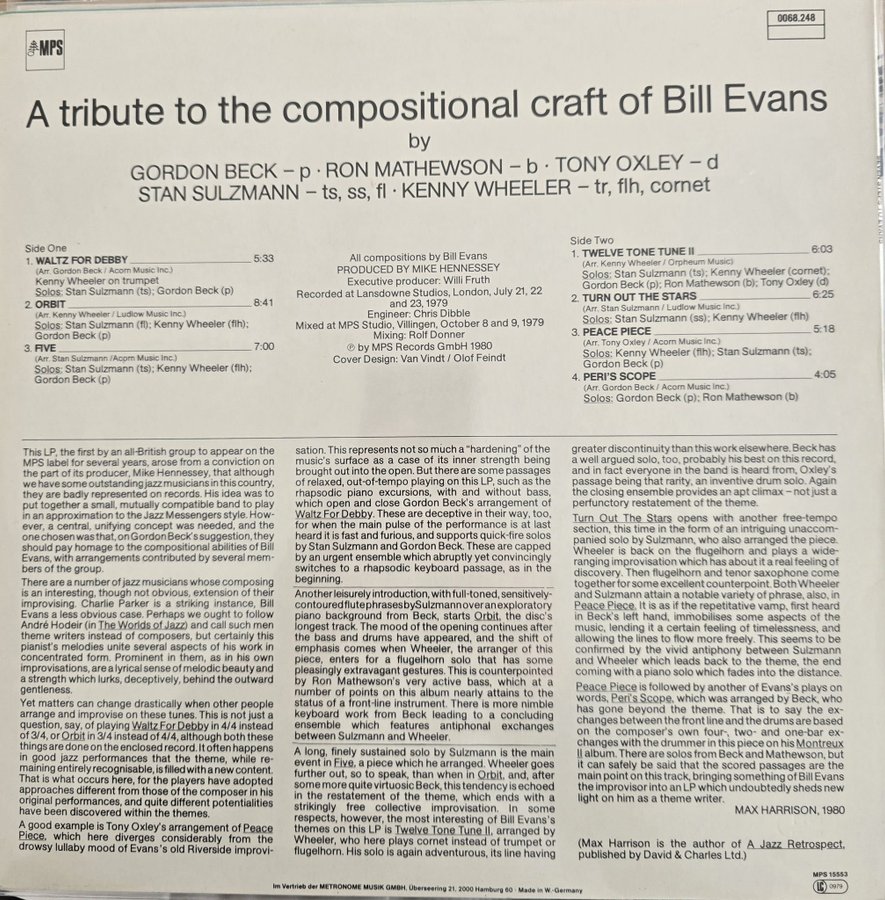 0068.248
MPS
A tribute to the compositional craft of Bill Evans
by
GORDON BECK – p · RON MATHEWSON – b · TONY OXLEY – d
STAN SULZMANN – ts, ss, fl · KENNY WHEELER – tr, flh, cornet
Side One
1. WALTZ FOR DEBBY 5:33
(Arr. Gordon Beck / Acorn Music Inc.)
Kenny Wheeler on trumpet
Solos: Stan Sulzmann (ts); Gordon Beck (p)
2. ORBIT 8:41
(Arr. Kenny Wheeler / Ludlow Music Inc.)
Solos: Stan Sulzmann (fl); Kenny Wheeler (flh);
Gordon Beck (p)
3. FIVE 7:00
(Arr. Stan Sulzmann / Acorn Music Inc.)
Solos: Stan Sulzmann (ts); Kenny Wheeler (flh);
Gordon Beck (p)
All compositions by Bill Evans
PRODUCED BY MIKE HENNESSEY
Executive producer: Willi Fruth
Recorded at Lansdowne Studios, London, July 21, 22
and 23, 1979
Engineer: Chris Dibble
Mixed at MPS Studio, Villingen, October 8 and 9, 1979
Mixing: Rolf Donner
℗ by MPS Records GmbH 1980
Cover Design: Van Vindt / Olof Feindt
Side Two
1. TWELVE TONE TUNE II 6:03
(Arr. Kenny Wheeler / Orpheum Music)
Solos: Stan Sulzmann (ts); Kenny Wheeler (cornet);
Gordon Beck (p); Ron Mathewson (b); Tony Oxley (d)
2. TURN OUT THE STARS 6:25
(Arr. Stan Sulzmann / Ludlow Music Inc.)
Solos: Stan Sulzmann (ss); Kenny Wheeler (flh)
3. PEACE PIECE 5:18
(Arr. Tony Oxley / Acorn Music Inc.)
Solos: Kenny Wheeler (flh); Stan Sulzmann (ts);
Gordon Beck (p)
4. PERI'S SCOPE 4:05
(Arr. Gordon Beck / Acorn Music Inc.)
Solos: Gordon Beck (p); Ron Mathewson (b)
This LP, the first by an all-British group to appear on the
MPS label for several years, arose from a conviction on
the part of its producer, Mike Hennessey, that although
we have some outstanding jazz musicians in this country,
they are badly represented on records. His idea was to
put together a small, mutually compatible band to play
in an approximation to the Jazz Messengers style. How-
ever, a central, unifying concept was needed, and the
one chosen was that, on Gordon Beck's suggestion, they
should pay homage to the compositional abilities of Bill
Evans, with arrangements contributed by several mem-
bers of the group.
There are a number of jazz musicians whose composing
is an interesting, though not obvious, extension of their
improvising. Charlie Parker is a striking instance, Bill
Evans a less obvious case. Perhaps we ought to follow
André Hodeir (in The Worlds of Jazz) and call such men
theme writers instead of composers, but certainly this
pianist's melodies unite several aspects of his work in
concentrated form. Prominent in them, as in his own
improvisations, are a lyrical sense of melodic beauty and
a strength which lurks, deceptively, behind the outward
gentleness.
Yet matters can change drastically when other people
arrange and improvise on these tunes. This is not just a
question, say, of playing Waltz For Debby in 4/4 instead
of 3/4, or Orbit in 3/4 instead of 4/4, although both these
things are done on the enclosed record. It often happens
in good jazz performances that the theme, while re-
maining entirely recognisable, is filled with a new content.
That is what occurs here, for the players have adopted
approaches different from those of the composer in his
original performances, and quite different potentialities
have been discovered within the themes.
A good example is Tony Oxley's arrangement of Peace
Piece, which here diverges considerably from the
drowsy lullaby mood of Evans's old Riverside improvi-
sation. This represents not so much a "hardening" of the
music's surface as a case of its inner strength being
brought out into the open. But there are some passages
of relaxed, out-of-tempo playing on this LP, such as the
rhapsodic piano excursions, with and without bass,
which open and close Gordon Beck's arrangement of
Waltz For Debby. These are deceptive in their way, too,
for when the main pulse of the performance is at last
heard it is fast and furious, and supports quick-fire solos
by Stan Sulzmann and Gordon Beck. These are capped
by an urgent ensemble which abruptly yet convincingly
switches to a rhapsodic keyboard passage, as in the
beginning.
Another leisurely introduction, with full-toned, sensitively-
contoured flute phrases by Sulzmann over an exploratory
piano background from Beck, starts Orbit, the disc's
longest track. The mood of the opening continues after
the bass and drums have appeared, and the shift of
emphasis comes when Wheeler, the arranger of this
piece, enters for a flugelhorn solo that has some
pleasingly extravagant gestures. This is counterpointed
by Ron Mathewson's very active bass, which at a
number of points on this album nearly attains to the
status of a front-line instrument. There is more nimble
keyboard work from Beck leading to a concluding
ensemble which features antiphonal exchanges
between Sulzmann and Wheeler.
A long, finely sustained solo by Sulzmann is the main
event in Five, a piece which he arranged. Wheeler goes
further out, so to speak, than when in Orbit, and, after
some more quite virtuosic Beck, this tendency is echoed
in the restatement of the theme, which ends with a
strikingly free collective improvisation. In some
respects, however, the most interesting of Bill Evans's
themes on this LP is Twelve Tone Tune II, arranged by
Wheeler, who here plays cornet instead of trumpet or
flugelhorn. His solo is again adventurous, its line having
greater discontinuity than this work elsewhere. Beck has
a well argued solo, too, probably his best on this record,
and in fact everyone in the band is heard from, Oxley's
passage being that rarity, an inventive drum solo. Again
the closing ensemble provides an apt climax – not just a
perfunctory restatement of the theme.
Turn Out The Stars opens with another free-tempo
section, this time in the form of an intriguing unaccom-
panied solo by Sulzmann, who also arranged the piece.
Wheeler is back on the flugelhorn and plays a wide-
ranging improvisation which has about it a real feeling of
discovery. Then flugelhorn and tenor saxophone come
together for some excellent counterpoint. Both Wheeler
and Sulzmann attain a notable variety of phrase, also, in
Peace Piece. It is as if the repetitative vamp, first heard
in Beck's left hand, immobilises some aspects of the
music, lending it a certain feeling of timelessness, and
allowing the lines to flow more freely. This seems to be
confirmed by the vivid antiphony between Sulzmann
and Wheeler which leads back to the theme, the end
coming with a piano solo which fades into the distance.
Peace Piece is followed by another of Evans's plays on
words, Peri's Scope, which was arranged by Beck, who
has gone beyond the theme. That is to say the ex-
changes between the front line and the drums are based
on the composer's own four-, two- and one-bar ex-
changes with the drummer in this piece on his Montreux
II album. There are solos from Beck and Mathewson, but
it can safely be said that the scored passages are the
main point on this track, bringing something of Bill Evans
the improvisor into an LP which undoubtedly sheds new
light on him as a theme writer.
MAX HARRISON, 1980
(Max Harrison is the author of A Jazz Retrospect,
published by David & Charles Ltd.)
MPS 15553
LC 0979
Im Vertrieb der METRONOME MUSIK GMBH, Überseering 21, 2000 Hamburg 60 · Made in W.-Germany